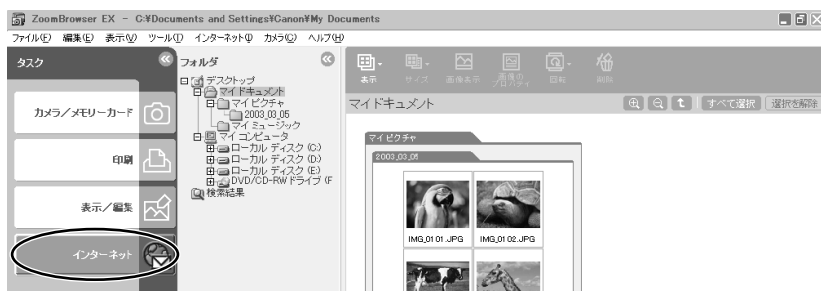 ZoomBrowser EX - C:¥Documents and Settings¥Canon¥My Documents
ファイル(F) 編集(E) 表示(V) ツール(T) インターネット(I) カメラ(C) ヘルプ(H)
タスク
カメラ／メモリーカード
印刷
表示／編集
インターネット
フォルダ
デスクトップ
マイ ドキュメント
マイ ピクチャ
2003_03_05
マイ ミュージック
マイ コンピュータ
ローカル ディスク (C:)
ローカル ディスク (D:)
ローカル ディスク (E:)
DVD/CD-RW ドライブ (F
検索結果
表示 サイズ 画像表示 画像の プロパティ 回転 削除
マイ ドキュメント
すべて選択 選択を解除
マイ ピクチャ
2003_03_05
IMG_0101.JPG IMG_0102.JPG